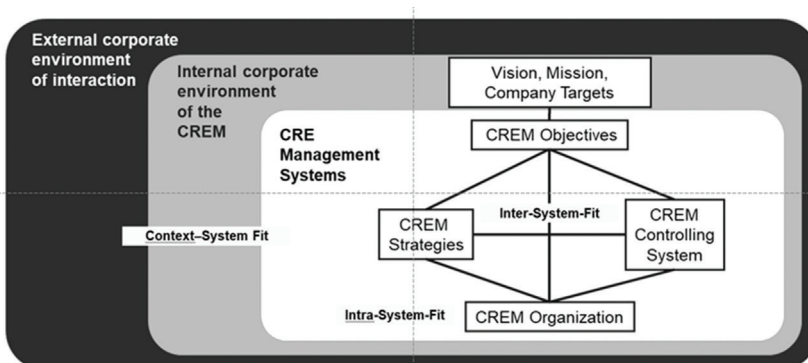 External corporate
environment
of interaction
Internal corporate
environment
of the
CREM
Vision, Mission,
Company Targets
CRE
Management
Systems
CREM Objectives
Context–System Fit
CREM
Strategies
Inter-System-Fit
CREM
Controlling
System
Intra-System-Fit
CREM Organization